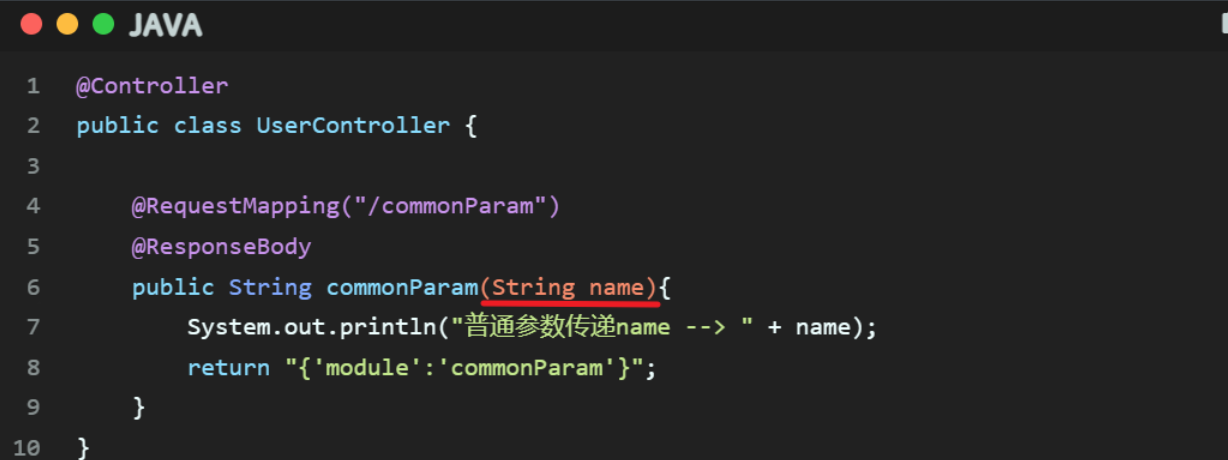 JAVA
1 @Controller
2 public class UserController {
3
4     @RequestMapping("/commonParam")
5     @ResponseBody
6     public String commonParam(String name){
7         System.out.println("普通参数传递name --> " + name);
8         return "{'module':'commonParam'}";
9     }
10 }